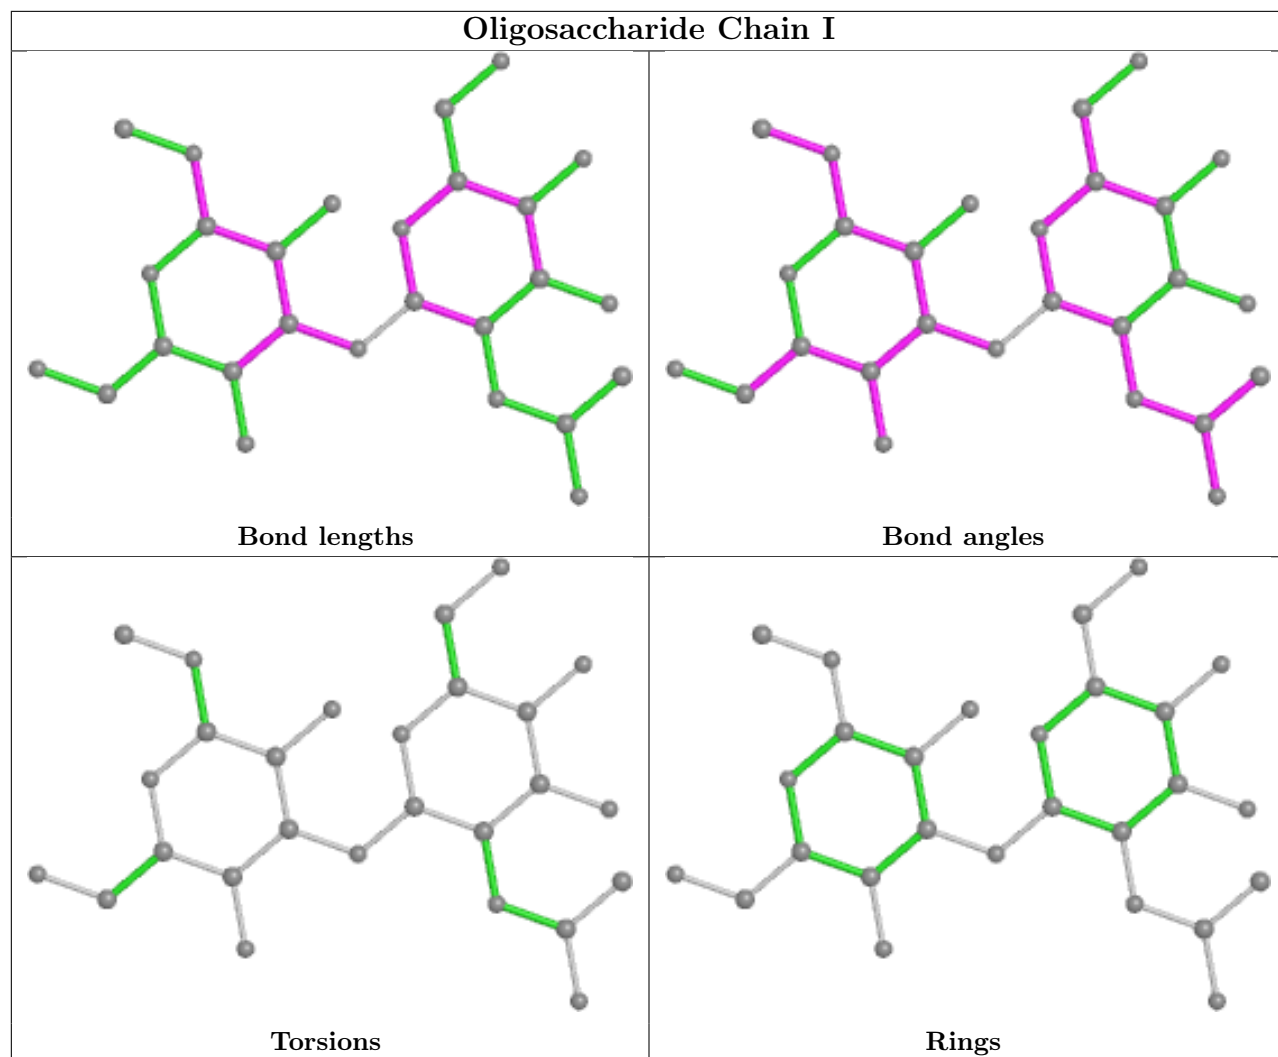 Oligosaccharide Chain I
Bond lengths
Bond angles
Torsions
Rings